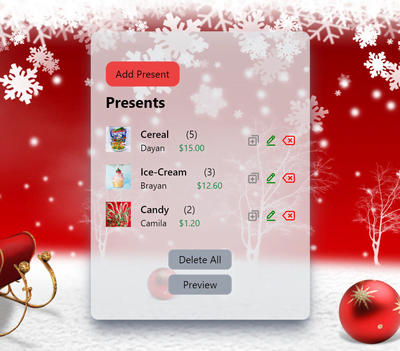 Add Present
Presents
Cereal (5)
Dayan $15.00
Ice-Cream (3)
Brayan $12.60
Candy (2)
Camila $1.20
Delete All
Preview